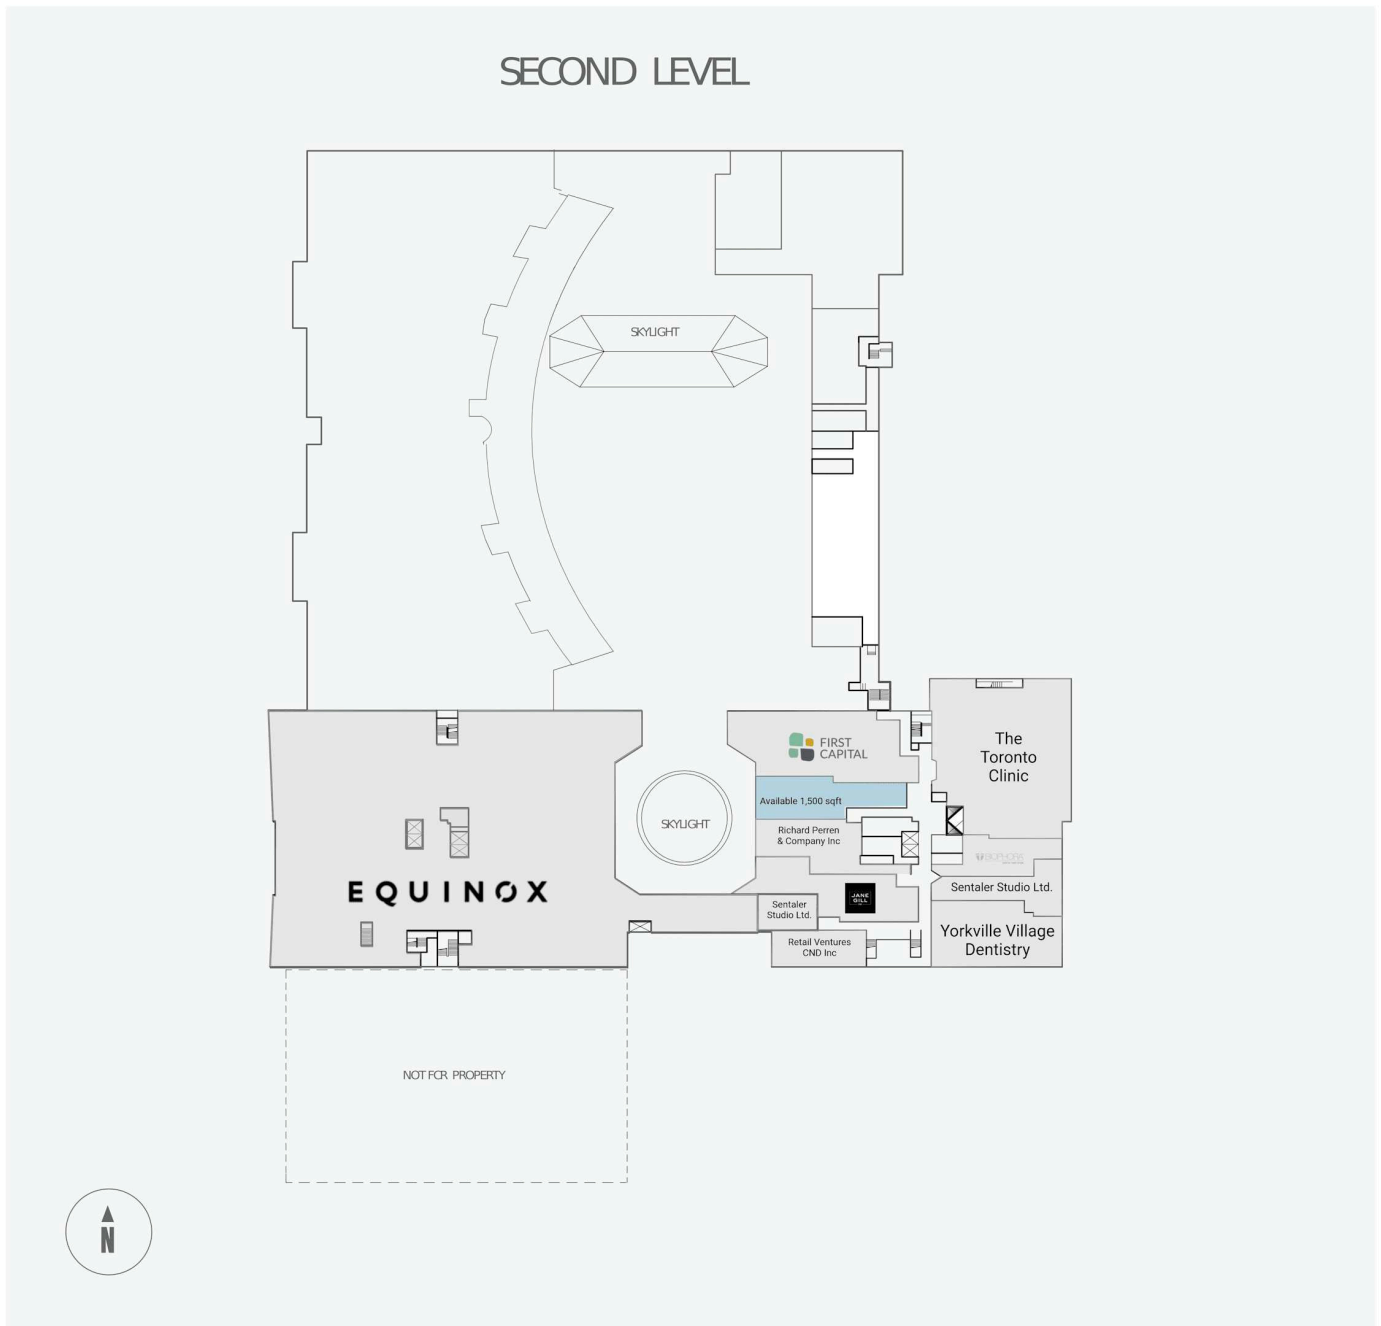 SECOND LEVEL
SKYLIGHT
FIRST
CAPITAL
The
Toronto
Clinic
Available 1,500 sqft
SKYLIGHT
Richard Perren
& Company Inc
EQUINOX
JANE
GILL
Sentaler Studio Ltd.
Sentaler
Studio Ltd.
Yorkville Village
Dentistry
Retail Ventures
CND Inc
NOT FCR PROPERTY
N